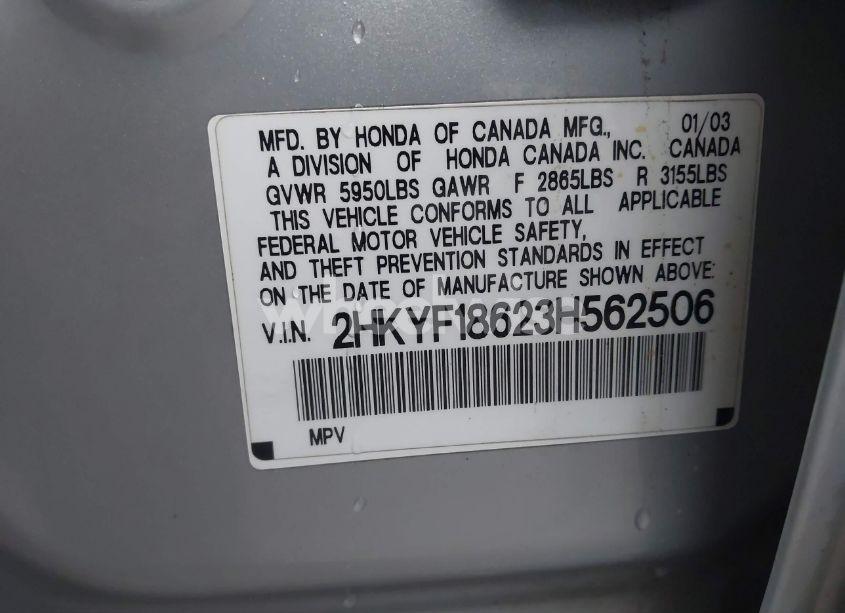 MFD. BY HONDA OF CANADA MFG., 01/03
A DIVISION OF HONDA CANADA INC. CANADA
GVWR 5950LBS GAWR F 2865LBS R 3155LBS
THIS VEHICLE CONFORMS TO ALL APPLICABLE
FEDERAL MOTOR VEHICLE SAFETY,
AND THEFT PREVENTION STANDARDS IN EFFECT
ON THE DATE OF MANUFACTURE SHOWN ABOVE:
V.I.N. 2HKYF18623H562506
MPV